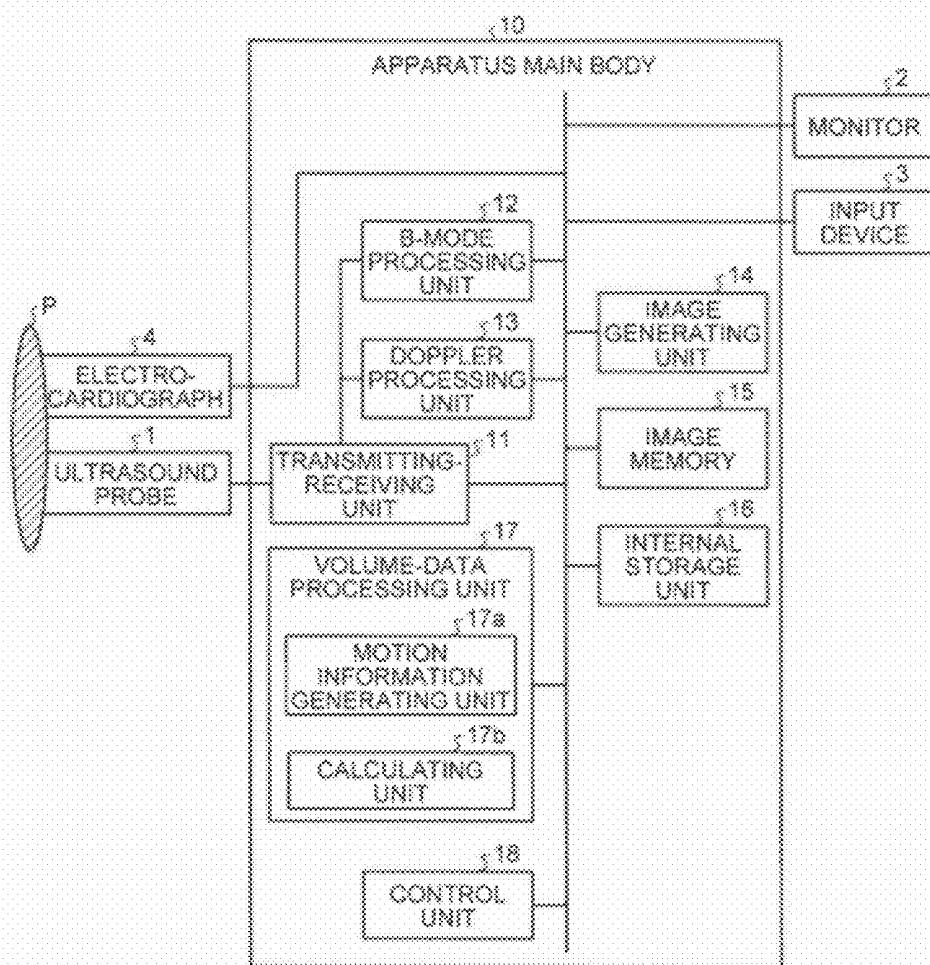 10
APPARATUS MAIN BODY
2
MONITOR
3
INPUT
DEVICE
12
B-MODE
PROCESSING
UNIT
14
IMAGE
GENERATING
UNIT
P
4
ELECTRO-
CARDIOGRAPH
13
DOPPLER
PROCESSING
UNIT
15
IMAGE
MEMORY
1
ULTRASOUND
PROBE
11
TRANSMITTING-
RECEIVING
UNIT
16
INTERNAL
STORAGE
UNIT
17
VOLUME-DATA
PROCESSING UNIT
17a
MOTION
INFORMATION
GENERATING UNIT
17b
CALCULATING
UNIT
18
CONTROL
UNIT